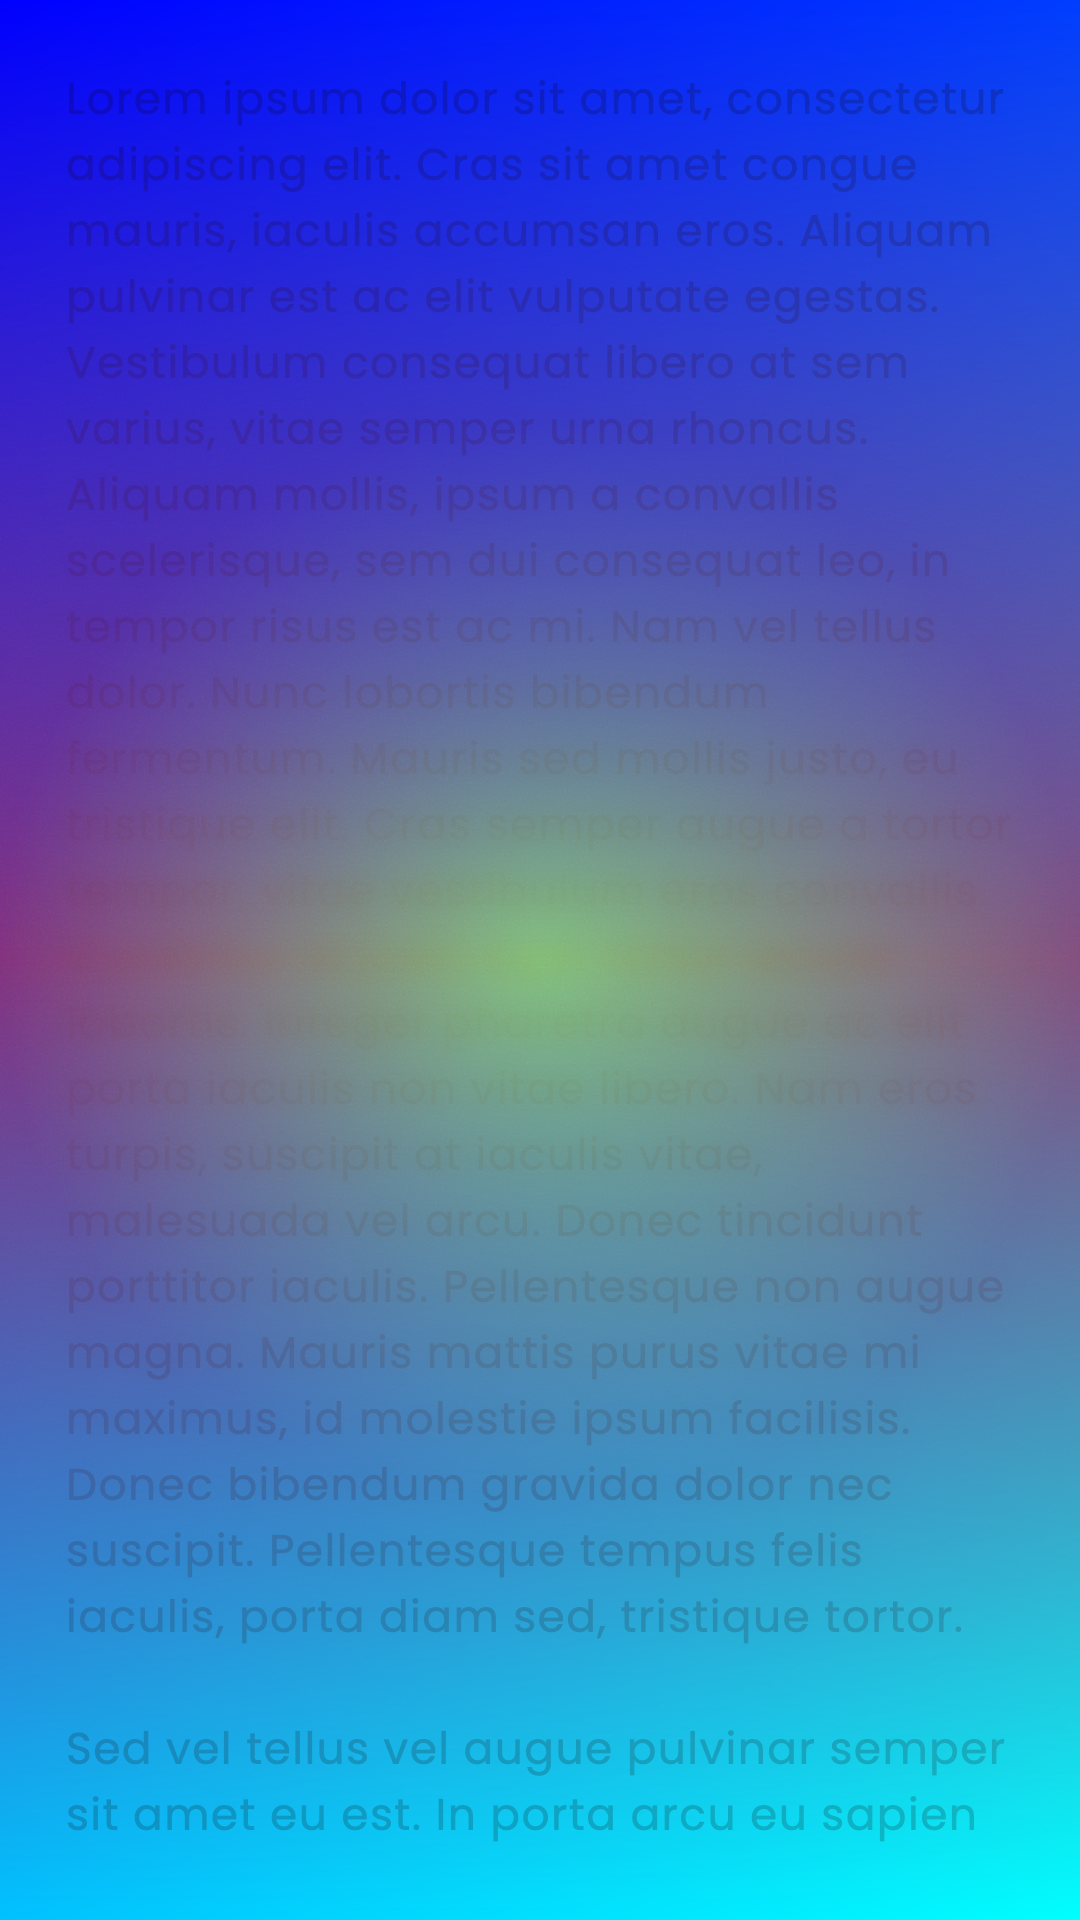 Lorem ipsum dolor sit amet, consectetur
adipiscing elit. Cras sit amet congue
mauris, iaculis accumsan eros. Aliquam
pulvinar est ac elit vulputate egestas.
Vestibulum consequat libero at sem
varius, vitae semper urna rhoncus.
Aliquam mollis, ipsum a convallis
scelerisque, sem dui consequat leo, in
tempor risus est ac mi. Nam vel tellus
dolor. Nunc lobortis bibendum
fermentum. Mauris sed mollis justo, eu
tristique elit. Cras semper augue a tortor
tempor, vitae vestibulum eros convallis.
lobortis. Integer pharetra augue ac elit
porta iaculis non vitae libero. Nam eros
turpis, suscipit at iaculis vitae,
malesuada vel arcu. Donec tincidunt
porttitor iaculis. Pellentesque non augue
magna. Mauris mattis purus vitae mi
maximus, id molestie ipsum facilisis.
Donec bibendum gravida dolor nec
suscipit. Pellentesque tempus felis
iaculis, porta diam sed, tristique tortor.
Sed vel tellus vel augue pulvinar semper
sit amet eu est. In porta arcu eu sapien